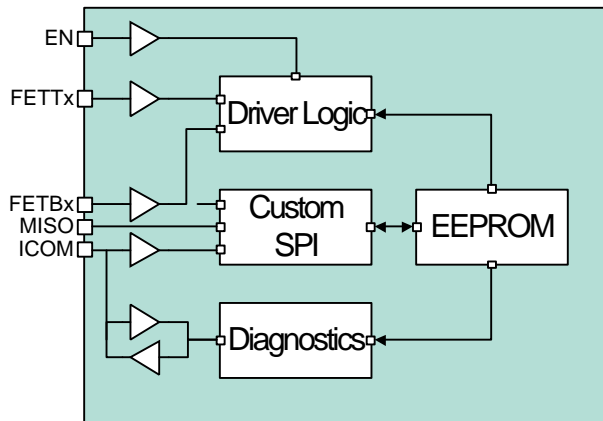 EN
FETTx
Driver Logic
FETBx
MISO
ICOM
Custom
SPI
EEPROM
Diagnostics